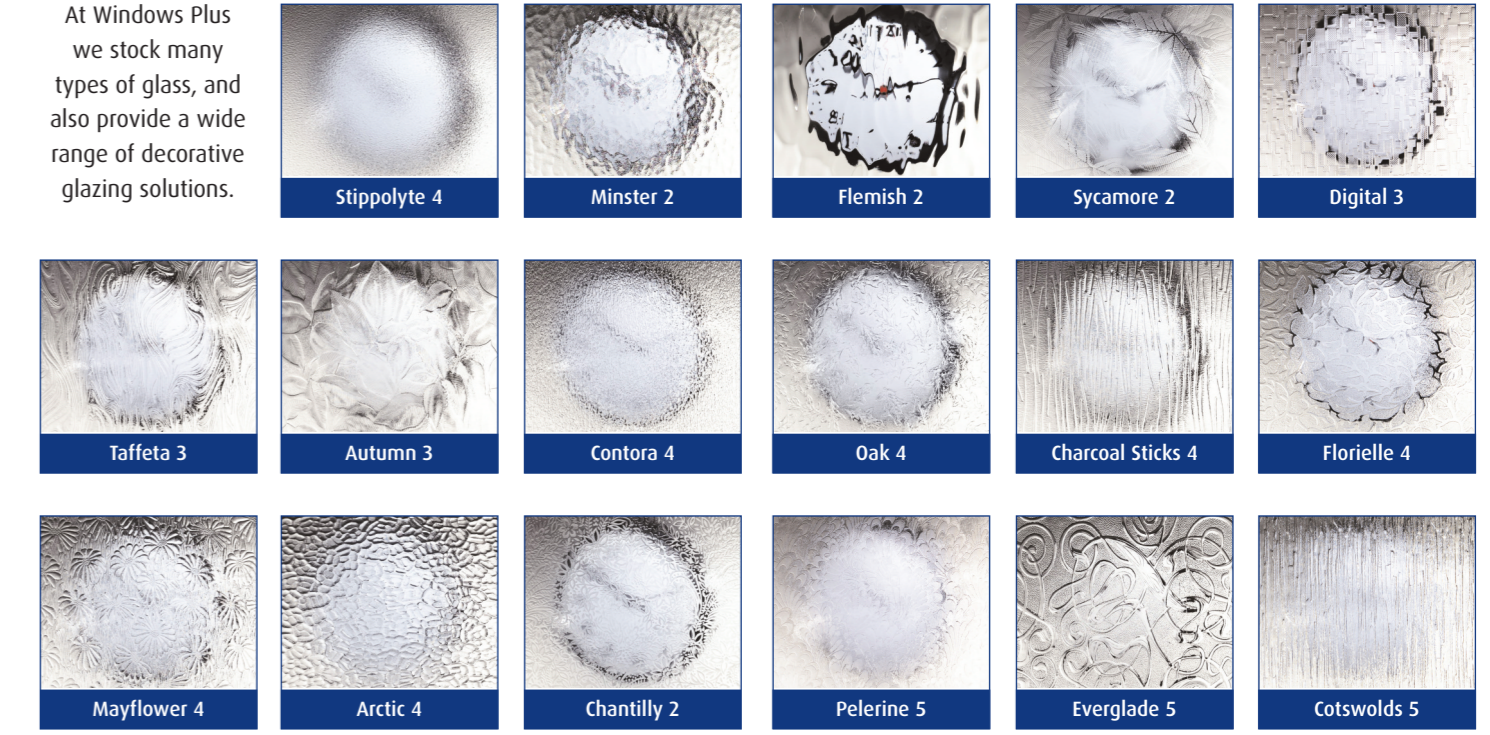 At Windows Plus
we stock many
types of glass, and
also provide a wide
range of decorative
glazing solutions.
Stippolyte 4
Minster 2
Flemish 2
Sycamore 2
Digital 3
Taffeta 3
Autumn 3
Contora 4
Oak 4
Charcoal Sticks 4
Florielle 4
Mayflower 4
Arctic 4
Chantilly 2
Pelerine 5
Everglade 5
Cotswolds 5